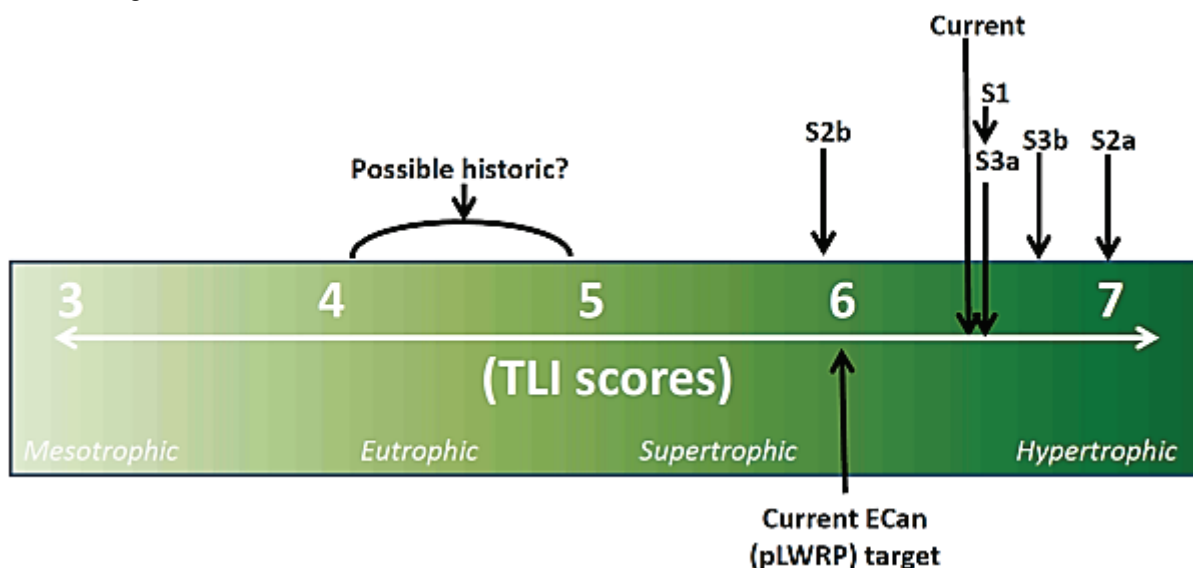 Current
S1
S2b
S3b
S2a
Possible historic?
S3a
3
4
5
6
7
(TLI scores)
Mesotrophic
Eutrophic
Supertrophic
Hypertrophic
Current ECan
(pLWRP) target